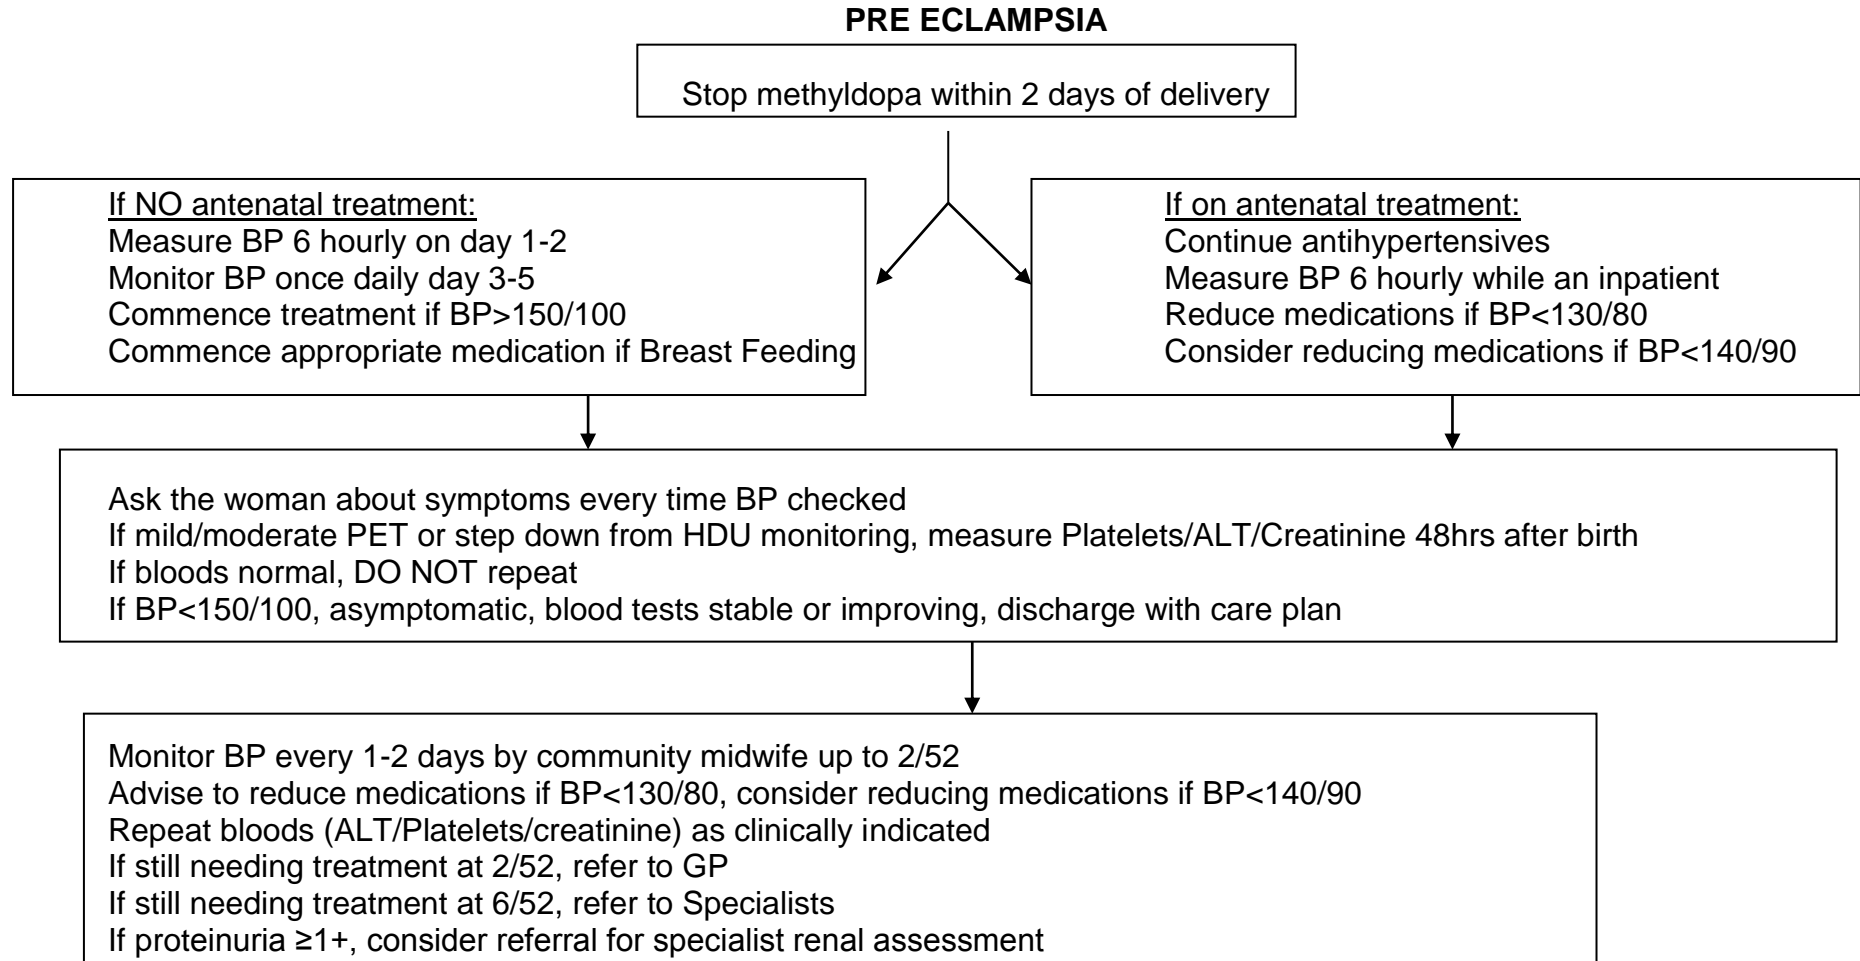 PRE ECLAMPSIA
Stop methyldopa within 2 days of delivery
If NO antenatal treatment:
Measure BP 6 hourly on day 1-2
Monitor BP once daily day 3-5
Commence treatment if BP>150/100
Commence appropriate medication if Breast Feeding
If on antenatal treatment:
Continue antihypertensives
Measure BP 6 hourly while an inpatient
Reduce medications if BP<130/80
Consider reducing medications if BP<140/90
Ask the woman about symptoms every time BP checked
If mild/moderate PET or step down from HDU monitoring, measure Platelets/ALT/Creatinine 48hrs after birth
If bloods normal, DO NOT repeat
If BP<150/100, asymptomatic, blood tests stable or improving, discharge with care plan
Monitor BP every 1-2 days by community midwife up to 2/52
Advise to reduce medications if BP<130/80, consider reducing medications if BP<140/90
Repeat bloods (ALT/Platelets/creatinine) as clinically indicated
If still needing treatment at 2/52, refer to GP
If still needing treatment at 6/52, refer to Specialists
If proteinuria ≥1+, consider referral for specialist renal assessment